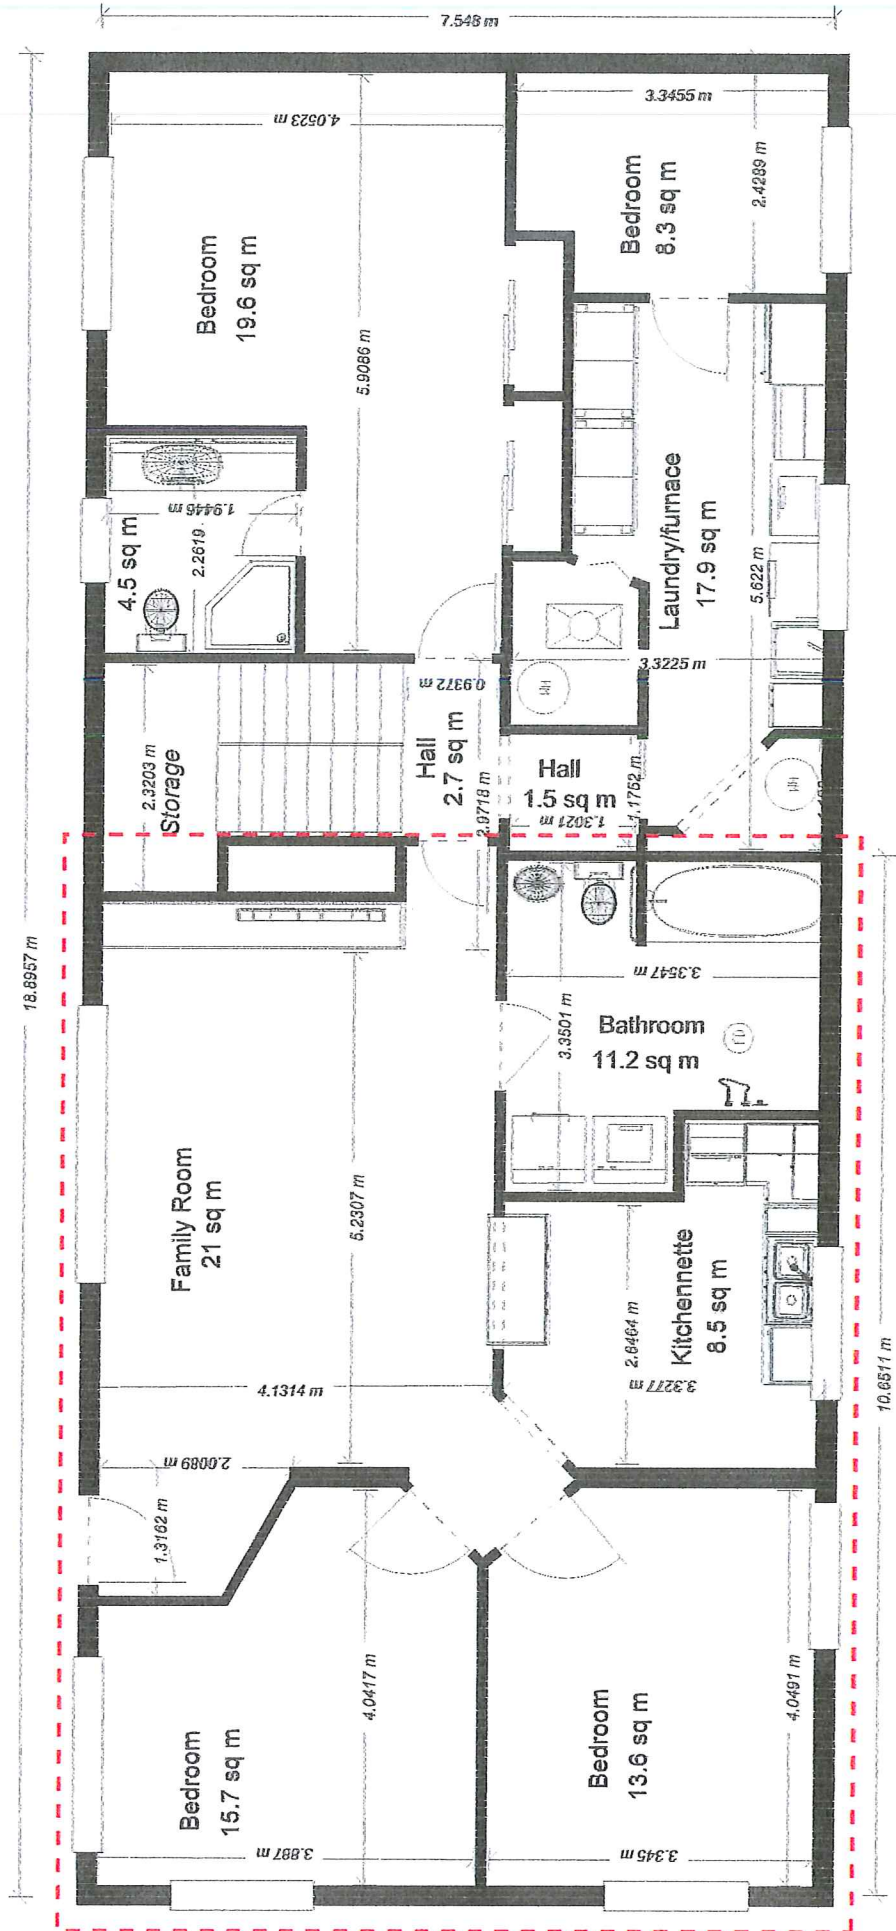 7.548 m
18.8957 m
4.0523 m
3.3455 m
Bedroom
19.6 sq m
5.9086 m
Bedroom
8.3 sq m
2.4289 m
4.5 sq m
1.9446 m
2.2619
Laundry/furnace
17.9 sq m
5.622 m
3.3225 m
WH
2.3203 m
Storage
0.9372 m
Hall
2.7 sq m
2.9718 m
Hall
1.5 sq m
1.3021 m
1.1752 m
WH
3.3547 m
3.3501 m
Bathroom
11.2 sq m
Family Room
21 sq m
5.2307 m
4.1314 m
2.6464 m
Kitchennette
8.5 sq m
3.3277 m
2.0089 m
1.3162 m
Bedroom
15.7 sq m
4.0417 m
3.887 m
Bedroom
13.6 sq m
4.0491 m
3.345 m
10.6511 m